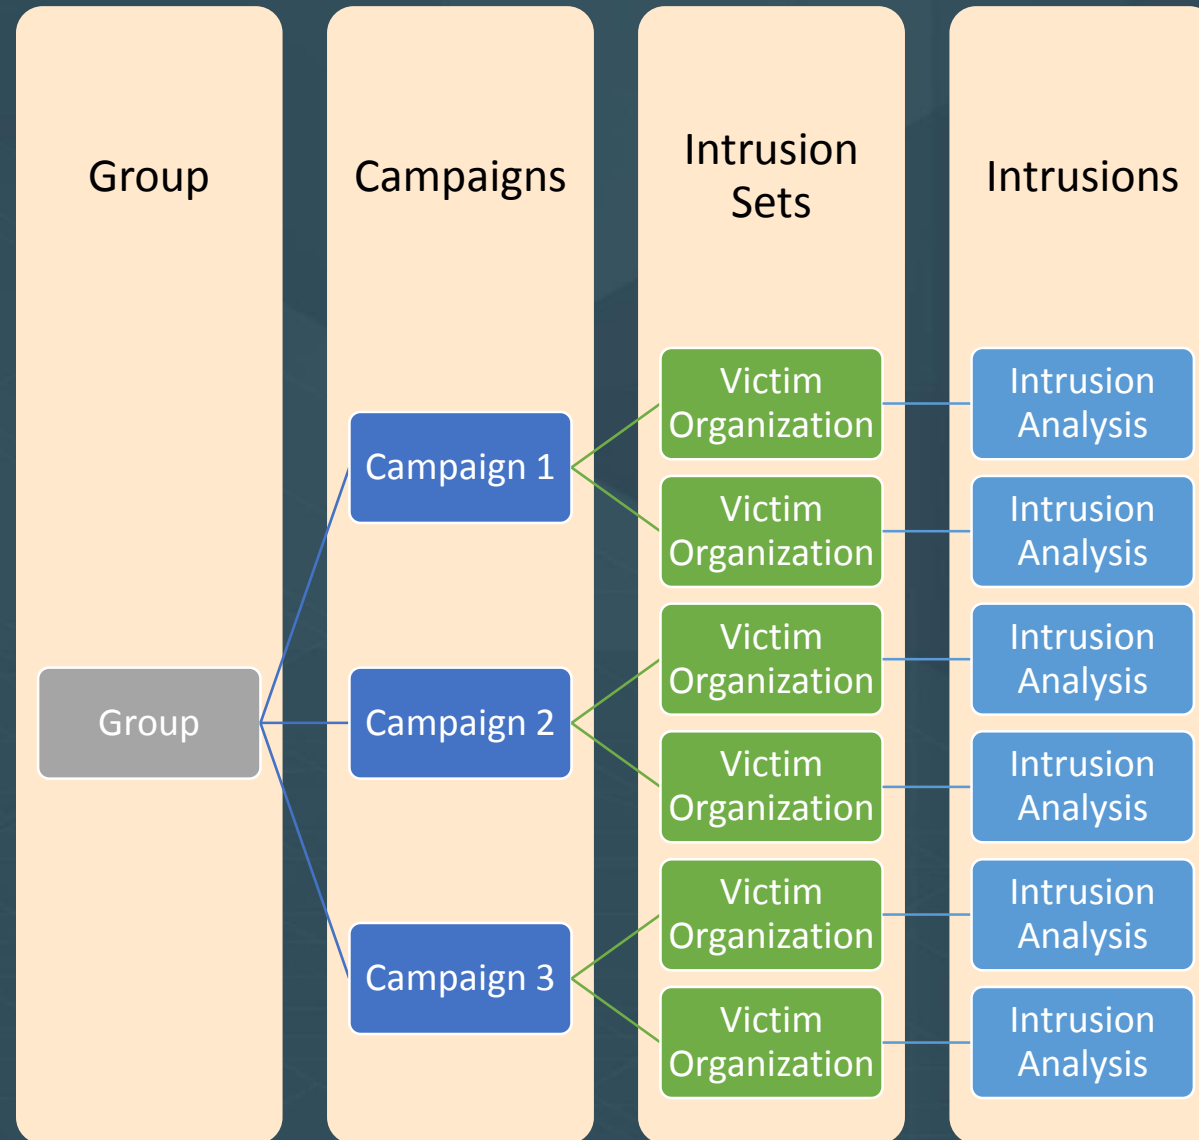 Group
Campaigns
Intrusion
Sets
Intrusions
Group
Campaign 1
Campaign 2
Campaign 3
Victim
Organization
Victim
Organization
Victim
Organization
Victim
Organization
Victim
Organization
Victim
Organization
Intrusion
Analysis
Intrusion
Analysis
Intrusion
Analysis
Intrusion
Analysis
Intrusion
Analysis
Intrusion
Analysis